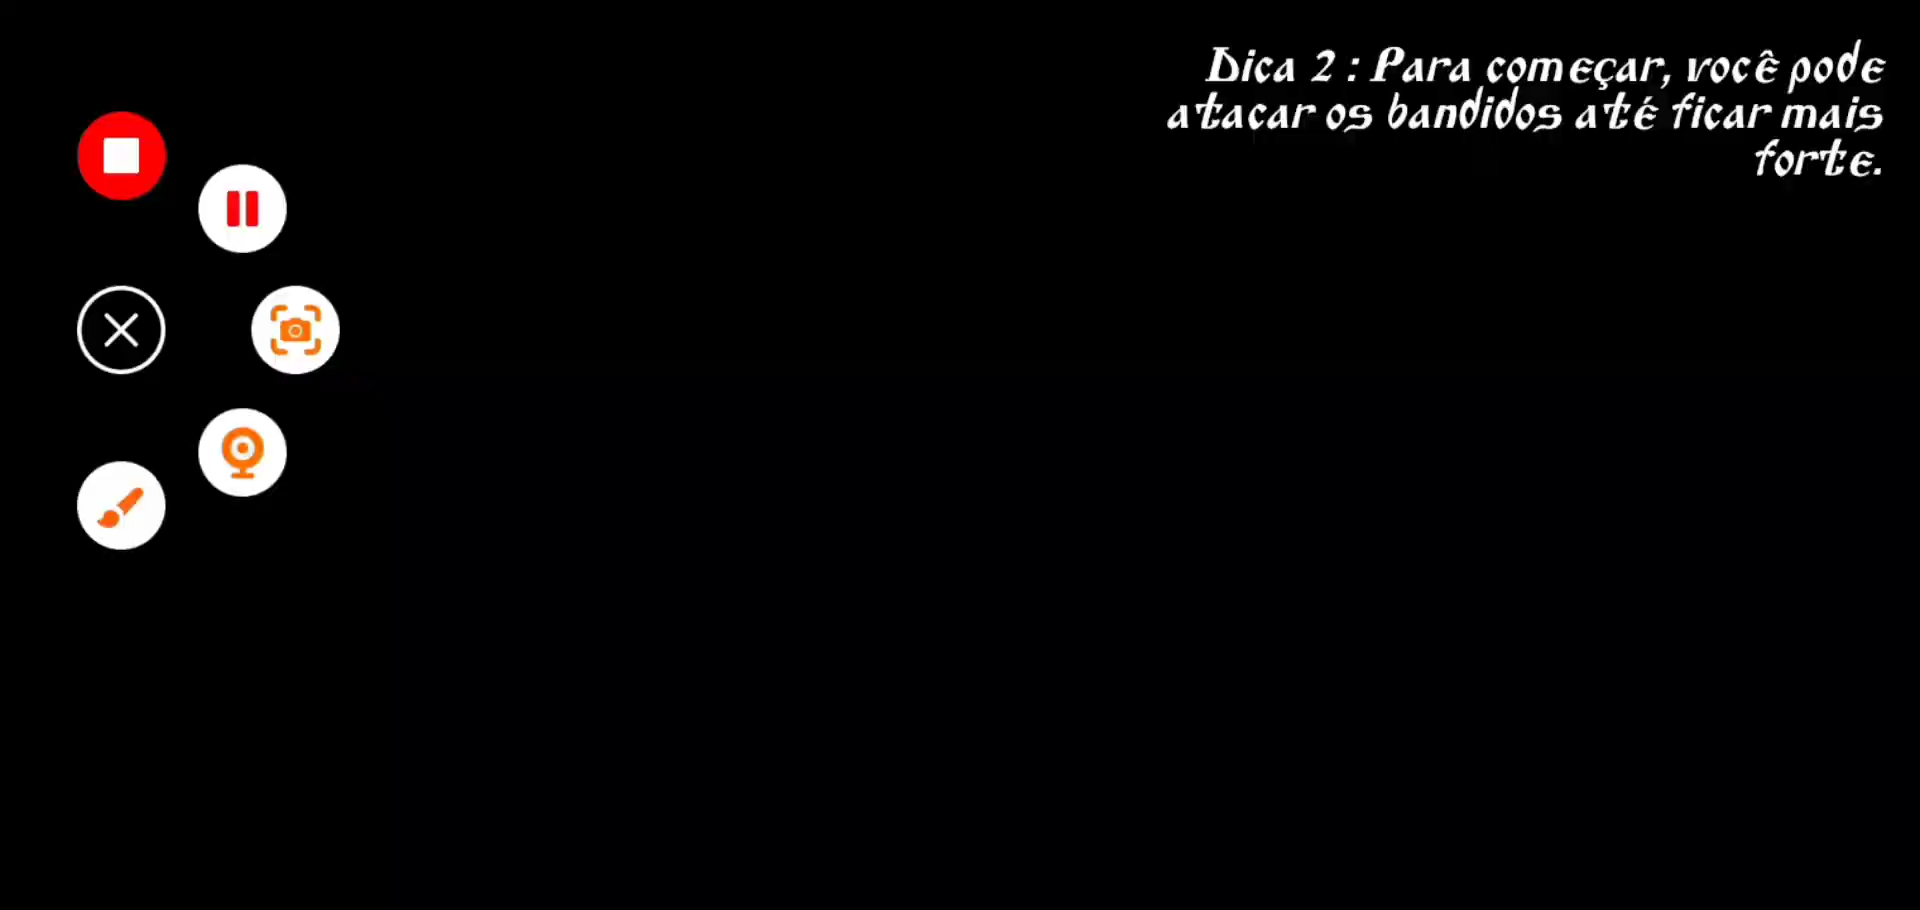 Dica 2 : Para começar, você pode
atacar os bandidos até ficar mais
forte.